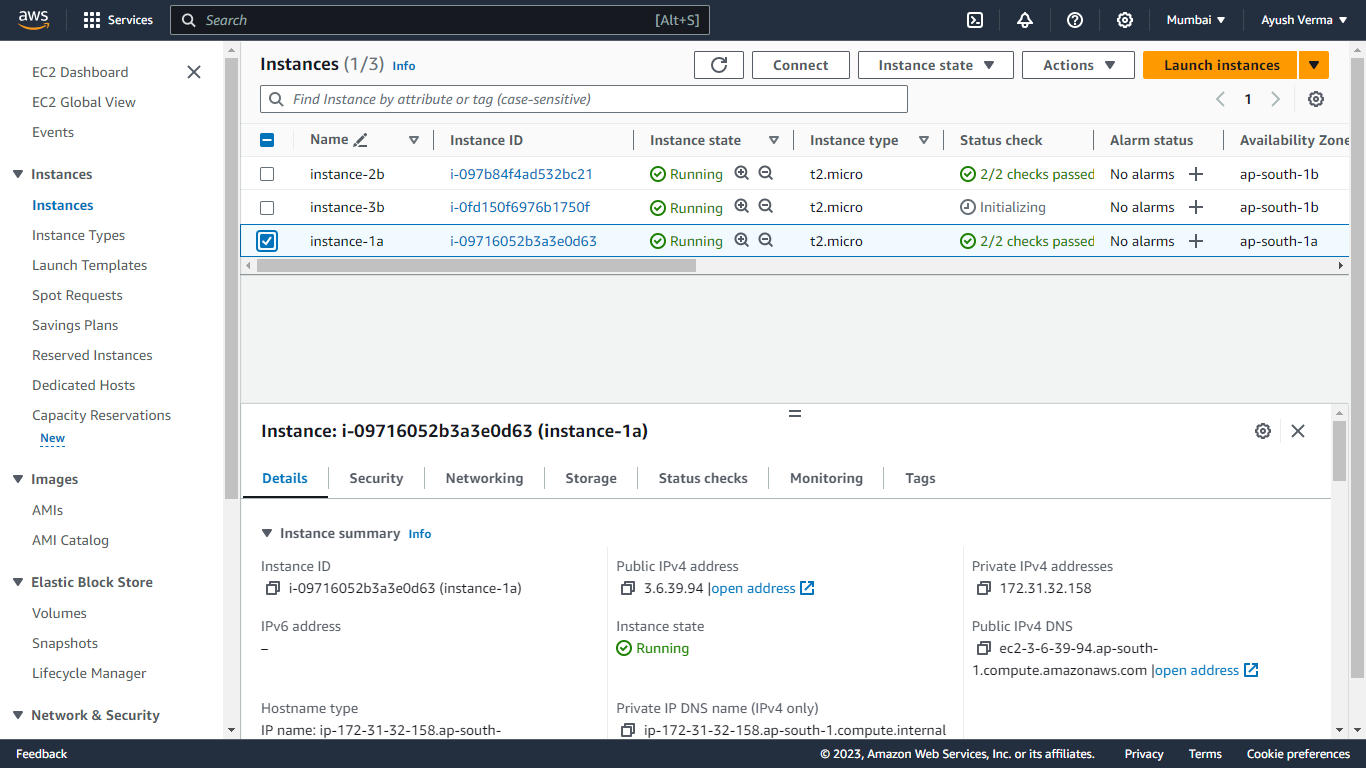 aws Services Search [Alt+S] Mumbai Ayush Verma
EC2 Dashboard
EC2 Global View
Events
Instances
Instances
Instance Types
Launch Templates
Spot Requests
Savings Plans
Reserved Instances
Dedicated Hosts
Capacity Reservations
New
Images
AMIs
AMI Catalog
Elastic Block Store
Volumes
Snapshots
Lifecycle Manager
Network & Security
Instances (1/3) Info Connect Instance state Actions Launch instances
Find Instance by attribute or tag (case-sensitive) 1
Name Instance ID Instance state Instance type Status check Alarm status Availability Zone
instance-2b i-097b84f4ad532bc21 Running t2.micro 2/2 checks passed No alarms ap-south-1b
instance-3b i-0fd150f6976b1750f Running t2.micro Initializing No alarms ap-south-1b
instance-1a i-09716052b3a3e0d63 Running t2.micro 2/2 checks passed No alarms ap-south-1a
Instance: i-09716052b3a3e0d63 (instance-1a)
Details Security Networking Storage Status checks Monitoring Tags
Instance summary Info
Instance ID
i-09716052b3a3e0d63 (instance-1a)
Public IPv4 address
3.6.39.94 |open address
Private IPv4 addresses
172.31.32.158
IPv6 address
–
Instance state
Running
Public IPv4 DNS
ec2-3-6-39-94.ap-south-
1.compute.amazonaws.com |open address
Hostname type
IP name: ip-172-31-32-158.ap-south-
Private IP DNS name (IPv4 only)
ip-172-31-32-158.ap-south-1.compute.internal
Feedback © 2023, Amazon Web Services, Inc. or its affiliates. Privacy Terms Cookie preferences